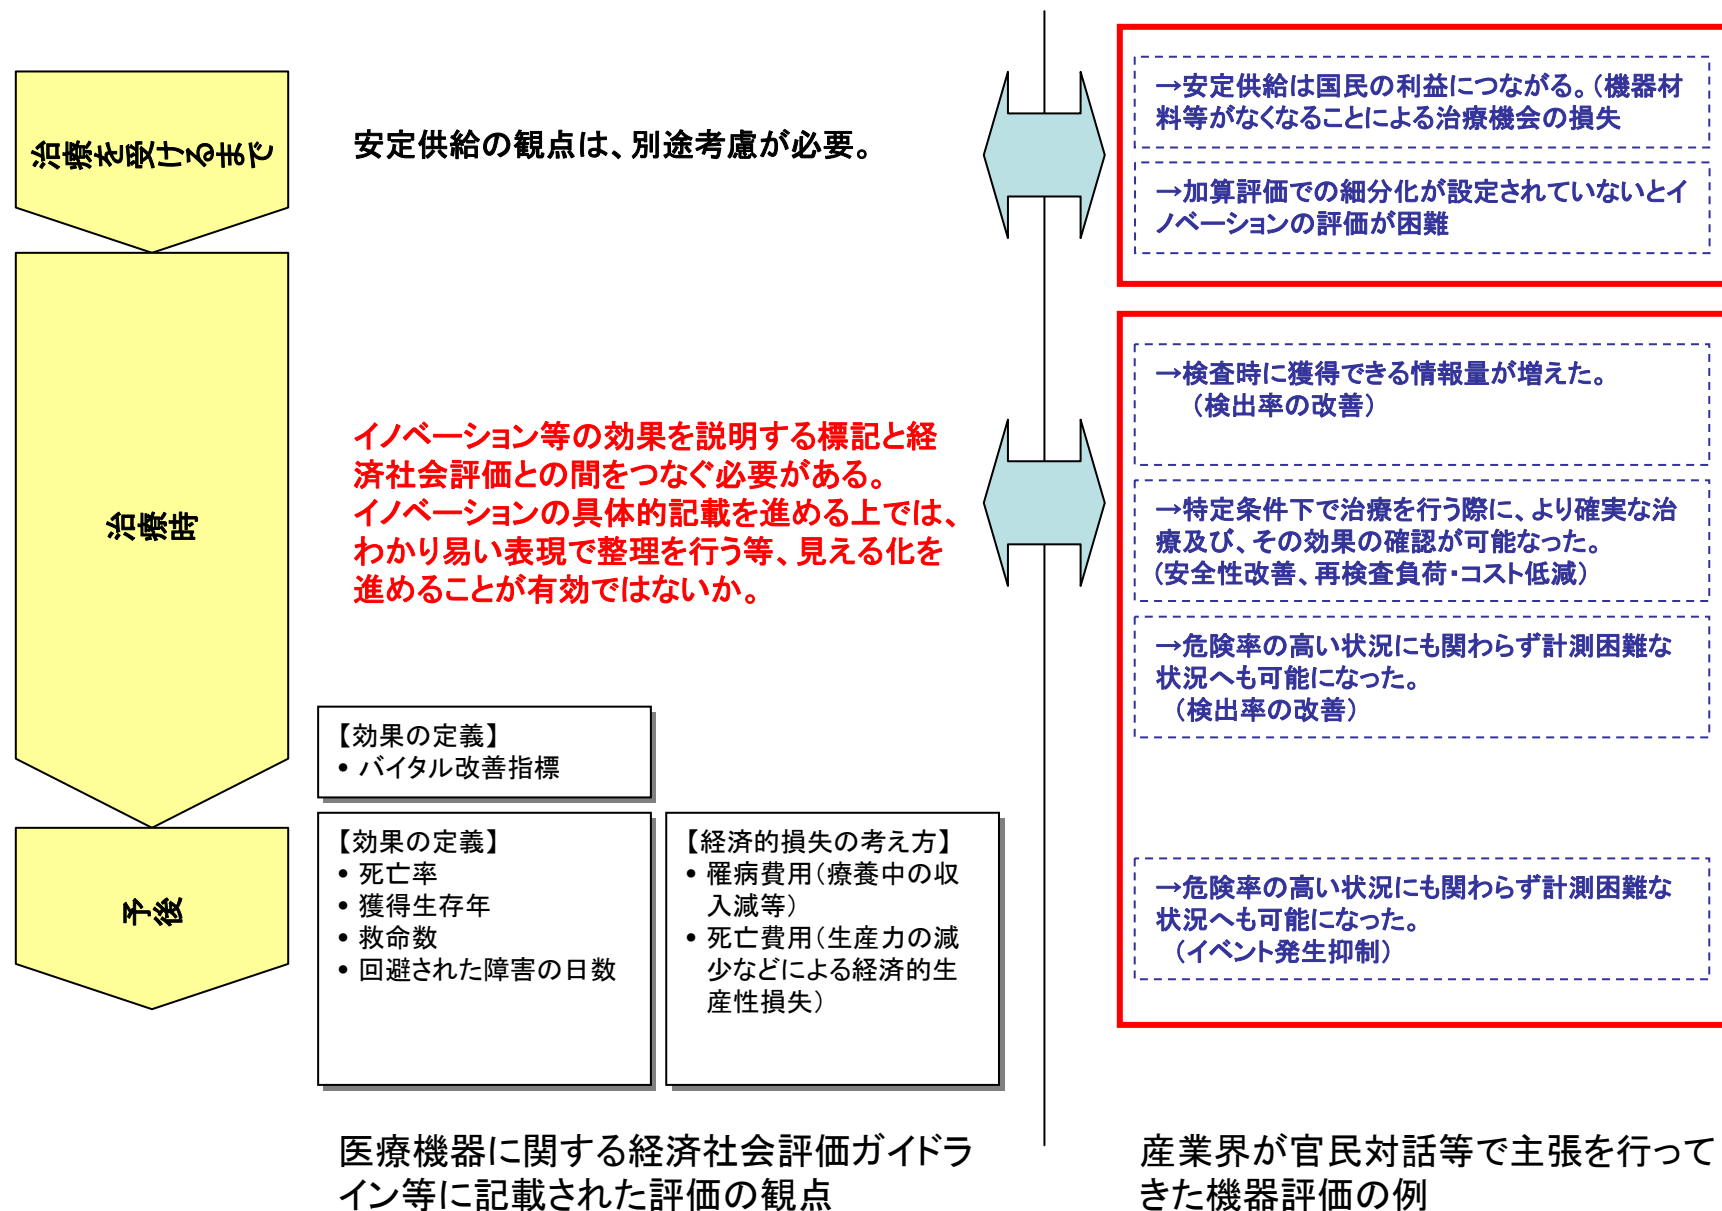 治療を受けるまで
安定供給の観点は、別途考慮が必要。
→安定供給は国民の利益につながる。(機器材
料等がなくなることによる治療機会の損失
→加算評価での細分化が設定されていないとイ
ノベーションの評価が困難
治療時
イノベーション等の効果を説明する標記と経
済社会評価との間をつなぐ必要がある。
イノベーションの具体的記載を進める上では、
わかり易い表現で整理を行う等、見える化を
進めることが有効ではないか。
→検査時に獲得できる情報量が増えた。
(検出率の改善)
→特定条件下で治療を行う際に、より確実な治
療及び、その効果の確認が可能なった。
(安全性改善、再検査負荷・コスト低減)
→危険率の高い状況にも関わらず計測困難な
状況へも可能になった。
(検出率の改善)
【効果の定義】
• バイタル改善指標
予後
【効果の定義】
• 死亡率
• 獲得生存年
• 救命数
• 回避された障害の日数
【経済的損失の考え方】
• 罹病費用(療養中の収
入減等)
• 死亡費用(生産力の減
少などによる経済的生
産性損失)
→危険率の高い状況にも関わらず計測困難な
状況へも可能になった。
(イベント発生抑制)
医療機器に関する経済社会評価ガイドラ
イン等に記載された評価の観点
産業界が官民対話等で主張を行って
きた機器評価の例